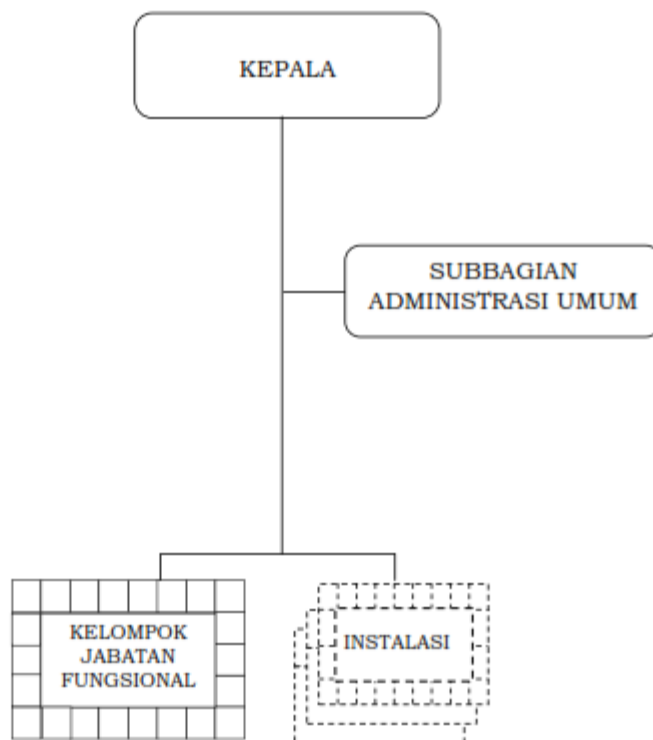 KEPALA
SUBBAGIAN
ADMINISTRASI UMUM
KELOMPOK
JABATAN
FUNGSIONAL
INSTALASI